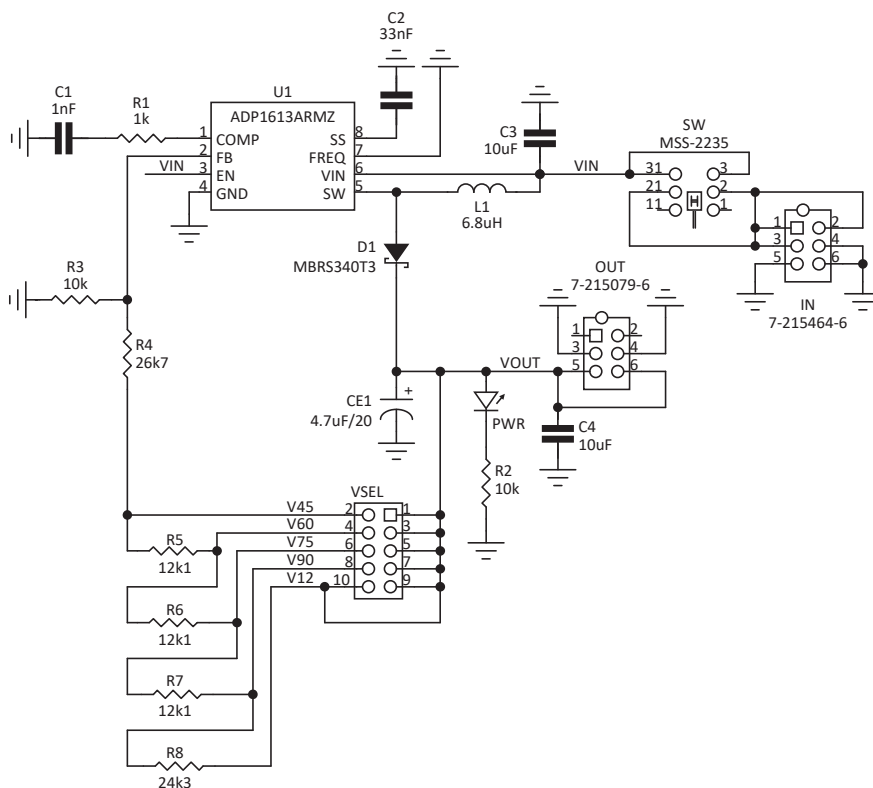 C2
33nF
C1
1nF
R1
1k
U1
ADP1613ARMZ
1 COMP SS 8
2 FB FREQ 7
VIN 3 EN VIN 6
4 GND SW 5
C3
10uF
VIN
SW
MSS-2235
31 3
21 2
11 1
L1
6.8uH
1 2
3 4
5 6
IN
7-215464-6
D1
MBRS340T3
OUT
7-215079-6
1 2
3 4
5 6
R3
10k
R4
26k7
VOUT
CE1
+
4.7uF/20
PWR
C4
10uF
R2
10k
VSEL
V45 2 1
V60 4 3
V75 6 5
V90 8 7
V12 10 9
R5
12k1
R6
12k1
R7
12k1
R8
24k3